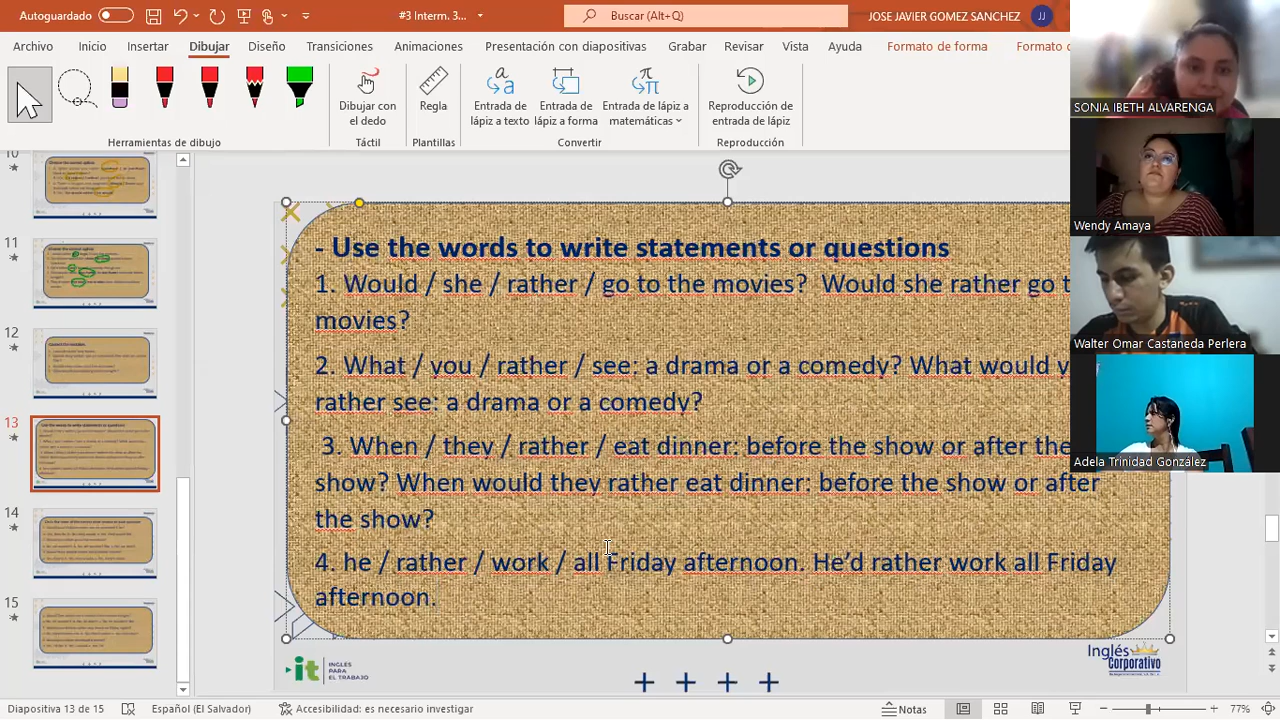 Autoguardado
#3 Interm. 3...
Buscar (Alt+Q)
JOSE JAVIER GOMEZ SANCHEZ
JJ
Archivo Inicio Insertar Dibujar Diseño Transiciones Animaciones Presentación con diapositivas Grabar Revisar Vista Ayuda Formato de forma Formato
Dibujar con el dedo
Regla
Entrada de lápiz a texto
Entrada de lápiz a forma
Entrada de lápiz a matemáticas
Reproducción de entrada de lápiz
Herramientas de dibujo Táctil Plantillas Convertir Reproducción
SONIA IBETH ALVARENGA
Wendy Amaya
Walter Omar Castaneda Perlera
Adela Trinidad González
10
11
12
13
14
15
- Use the words to write statements or questions
1. Would / she / rather / go to the movies? Would she rather go
movies?
2. What / you / rather / see: a drama or a comedy? What would
rather see: a drama or a comedy?
3. When / they / rather / eat dinner: before the show or after the
show? When would they rather eat dinner: before the show or after
the show?
4. he / rather / work / all Friday afternoon. He’d rather work all Friday
afternoon.
it INGLÉS
PARA
EL TRABAJO
Inglés
Corporativo
Diapositiva 13 de 15 Español (El Salvador) Accesibilidad: es necesario investigar Notas 77%